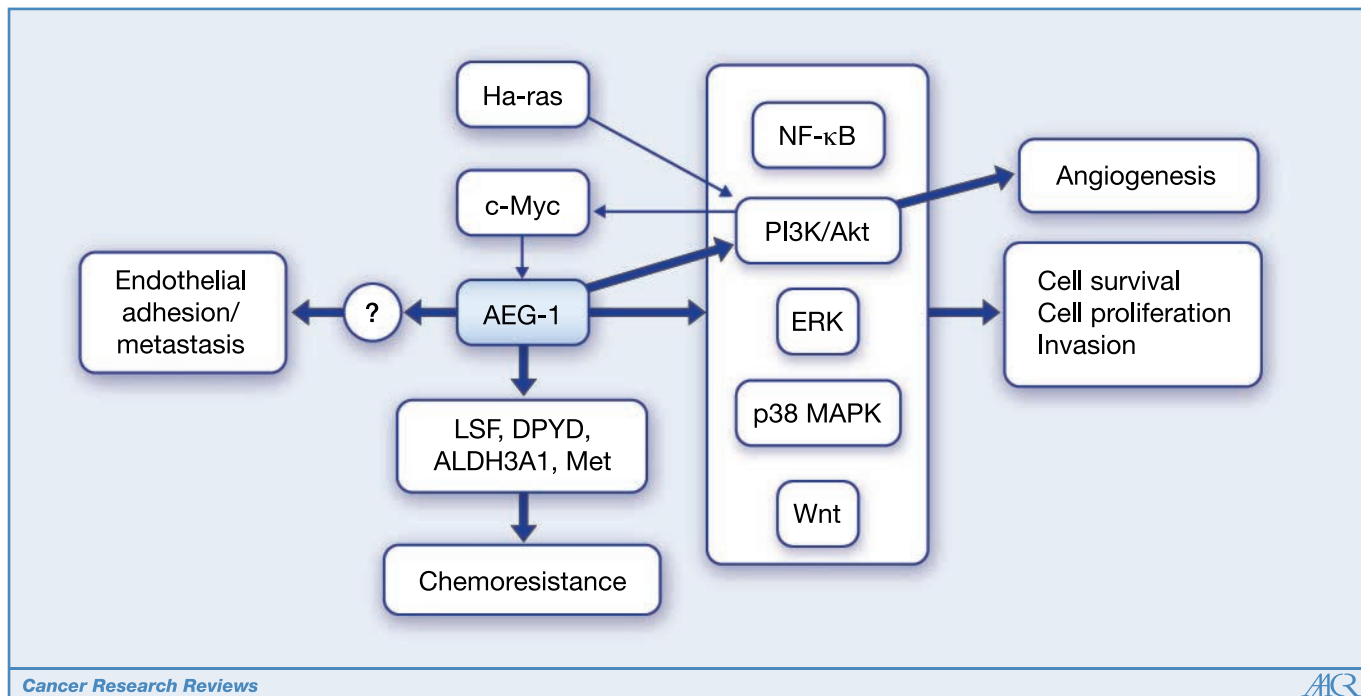 Ha-ras
c-Myc
AEG-1
?
Endothelial
adhesion/
metastasis
LSF, DPYD,
ALDH3A1, Met
Chemoresistance
NF-κB
PI3K/Akt
ERK
p38 MAPK
Wnt
Angiogenesis
Cell survival
Cell proliferation
Invasion
Cancer Research Reviews
AACR